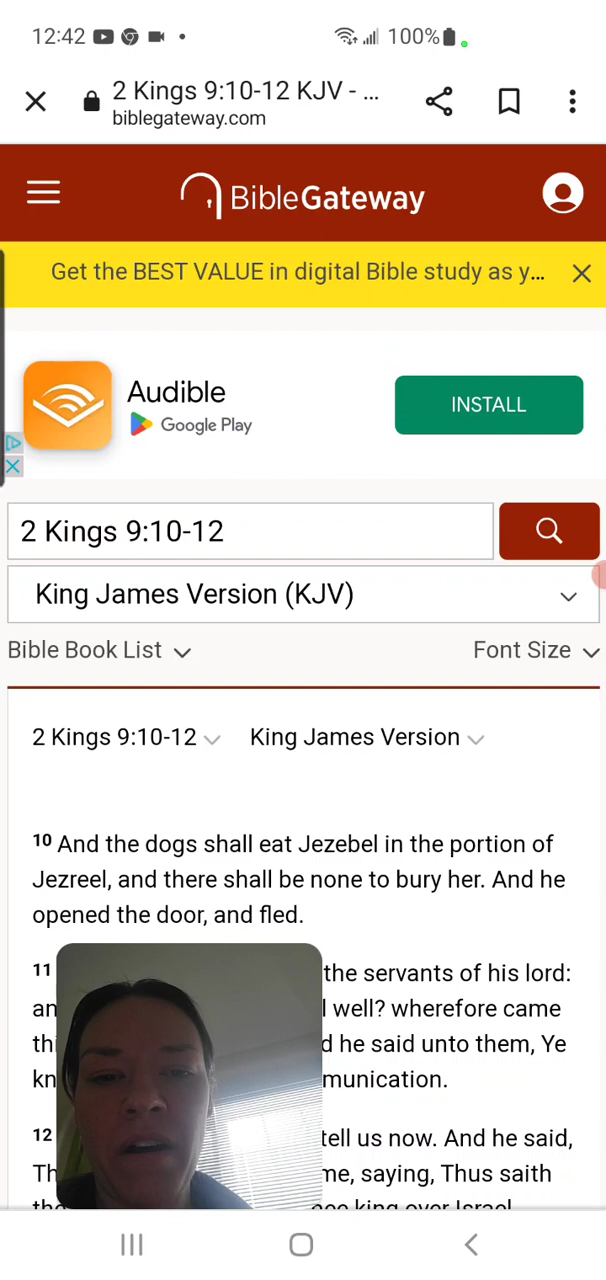 12:42
100%
2 Kings 9:10-12 KJV - ...
biblegateway.com
BibleGateway
Get the BEST VALUE in digital Bible study as y...
Audible
Google Play
INSTALL
2 Kings 9:10-12
King James Version (KJV)
Bible Book List
Font Size
2 Kings 9:10-12 King James Version
10 And the dogs shall eat Jezebel in the portion of
Jezreel, and there shall be none to bury her. And he
opened the door, and fled.
11 the servants of his lord:
well? wherefore came
he said unto them, Ye
12 tell us now. And he said,
me, saying, Thus saith
king over Israel